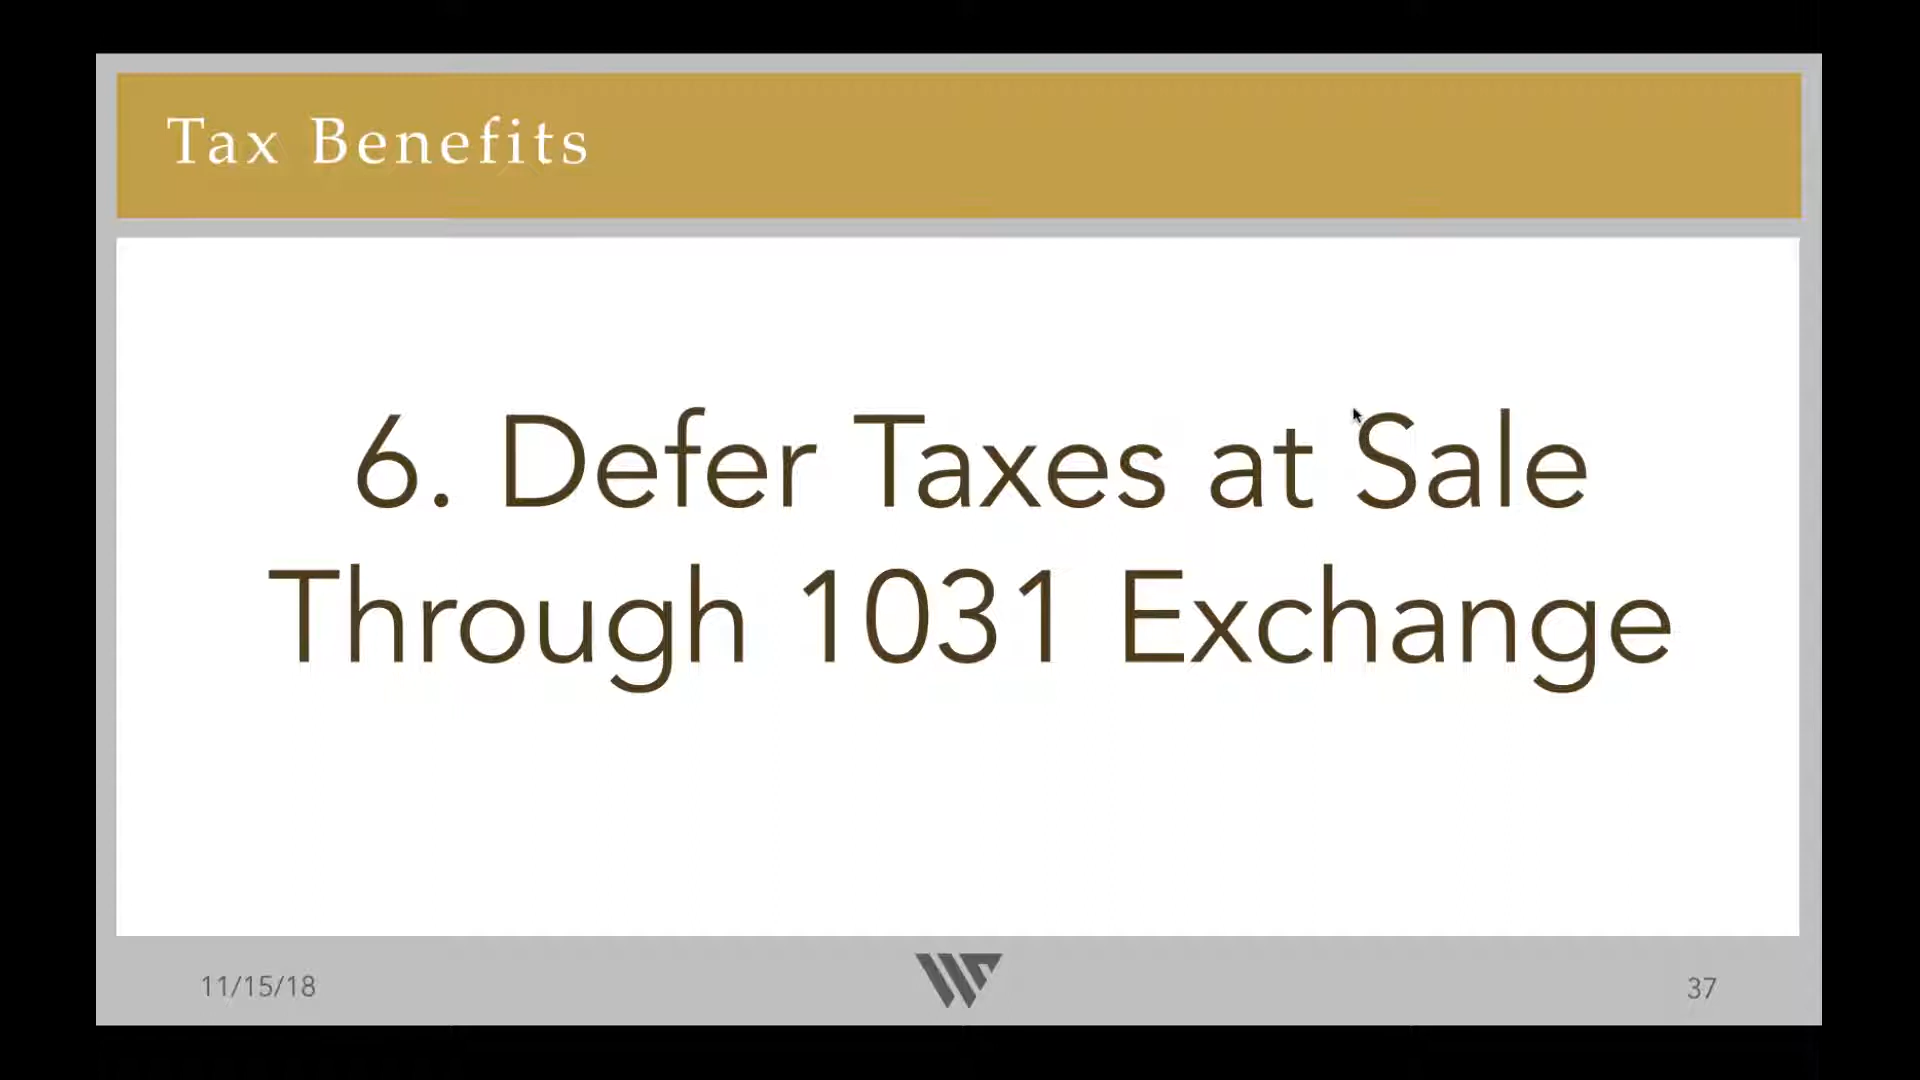 Tax Benefits
6. Defer Taxes at Sale
Through 1031 Exchange
11/15/18
37